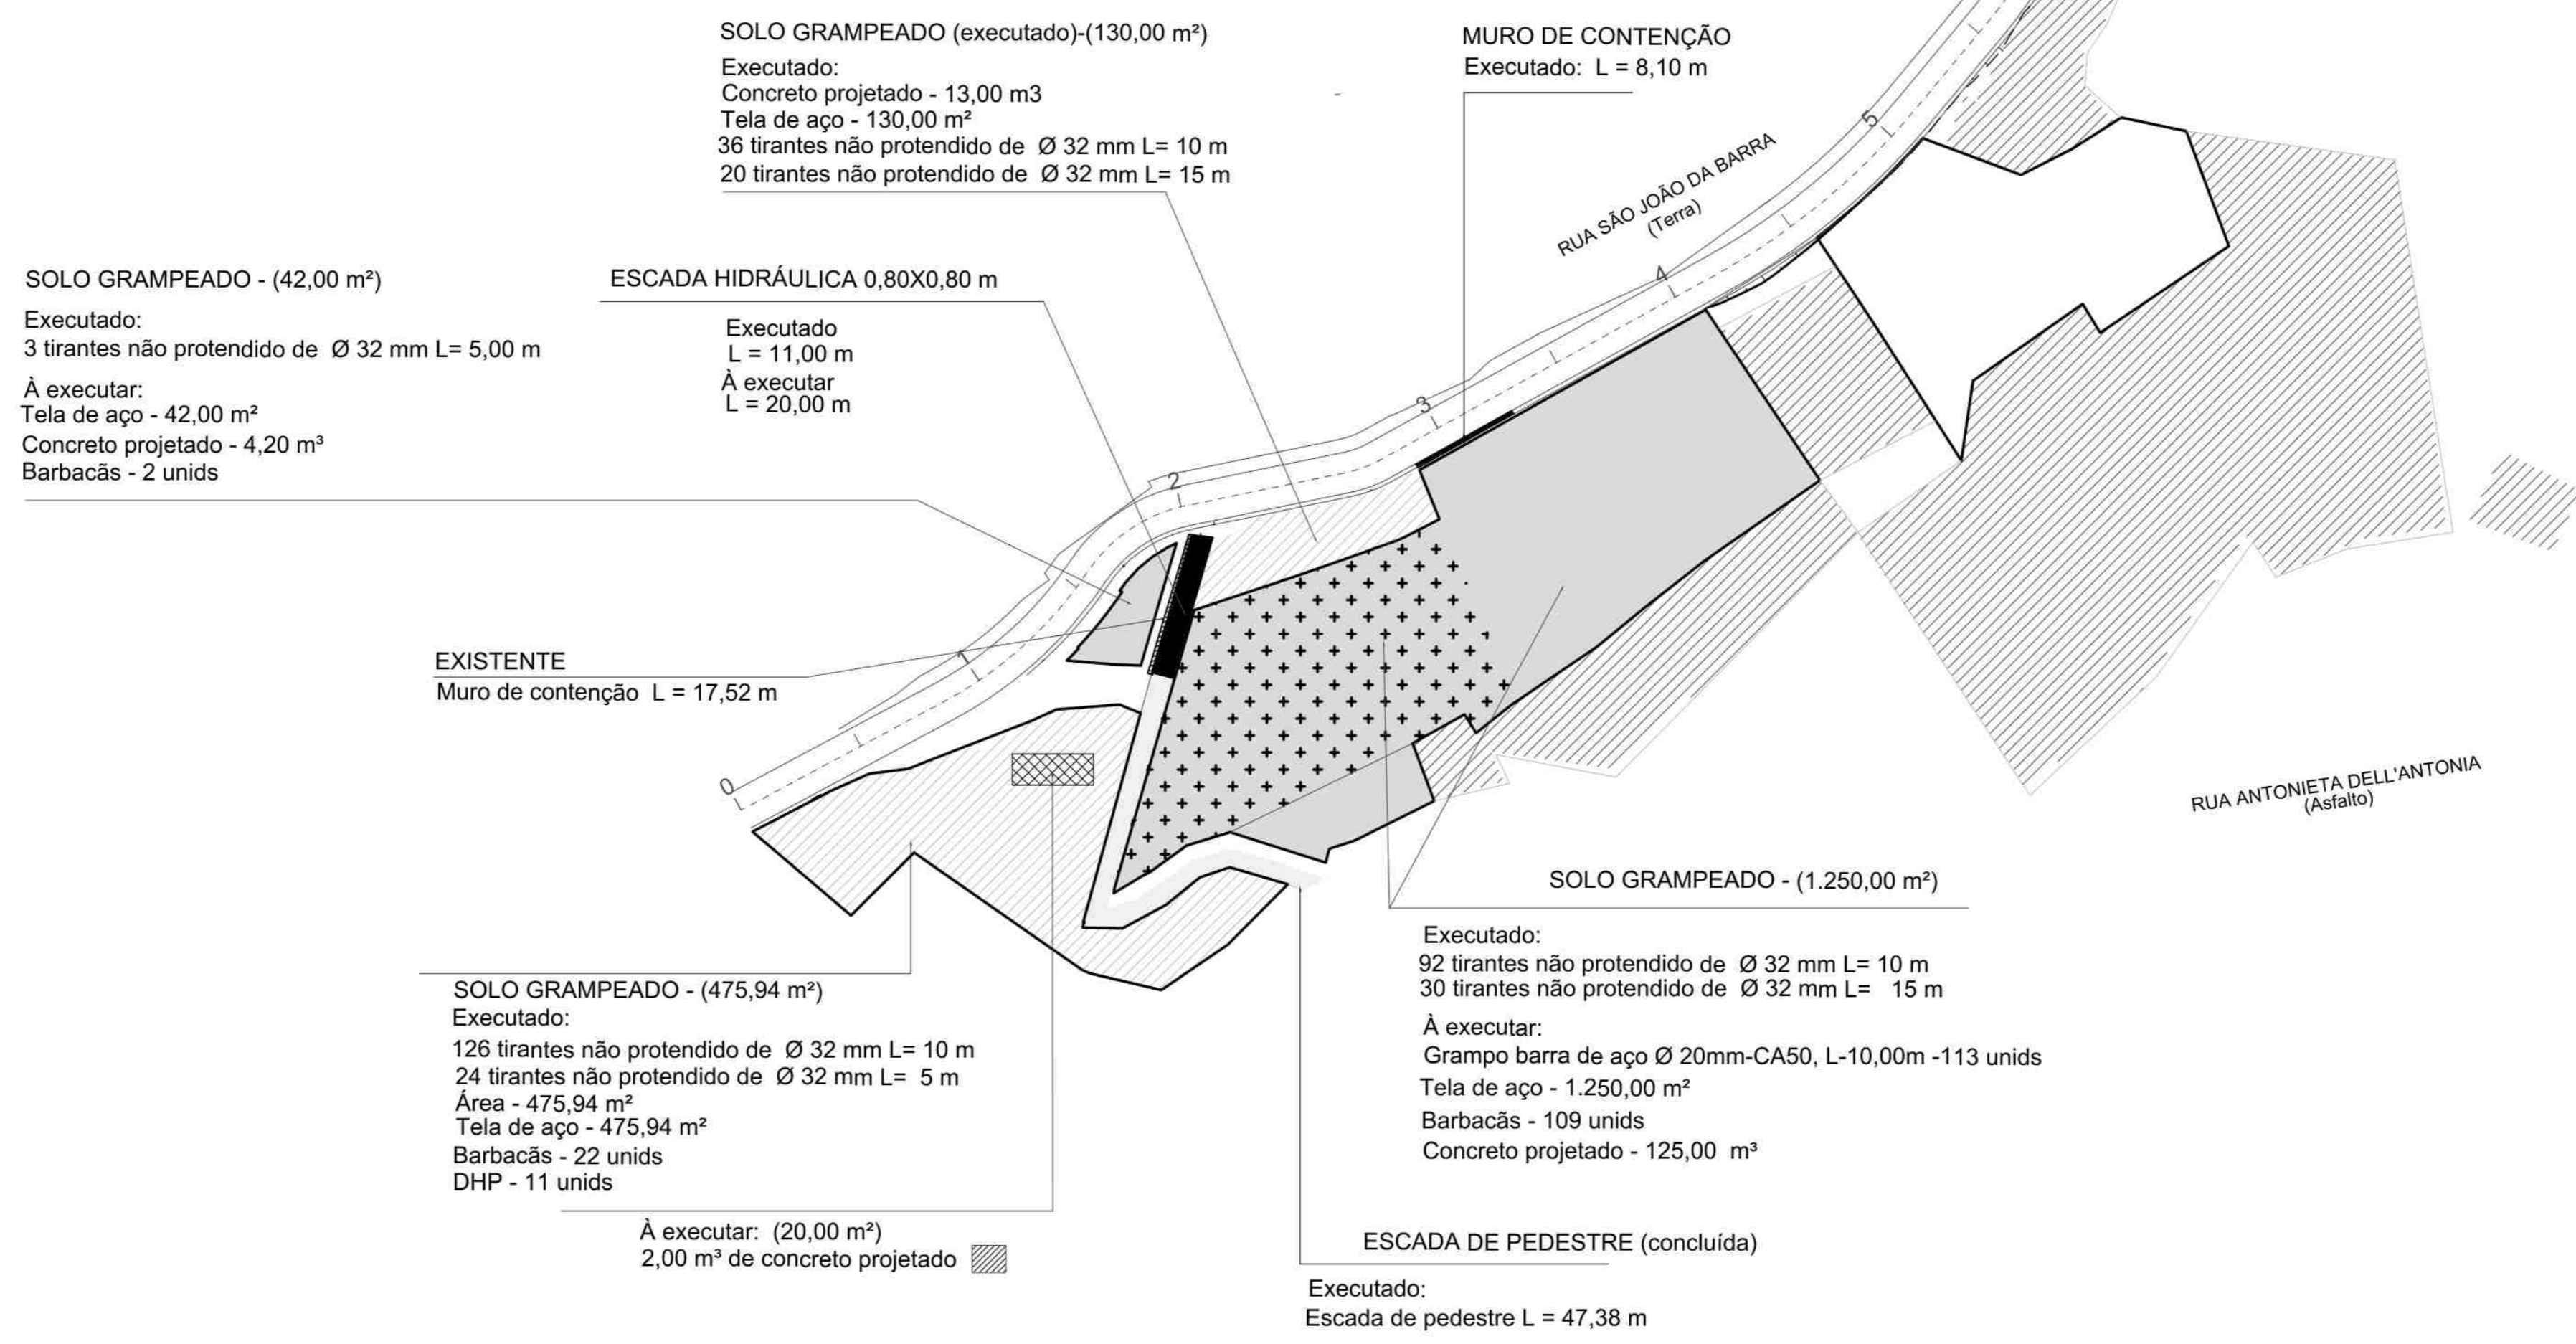 SOLO GRAMPEADO (executado)-(130,00 m²)
Executado:
Concreto projetado - 13,00 m3
Tela de aço - 130,00 m²
36 tirantes não protendido de Ø 32 mm L= 10 m
20 tirantes não protendido de Ø 32 mm L= 15 m
MURO DE CONTENÇÃO
Executado: L = 8,10 m
RUA SÃO JOÃO DA BARRA
(Terra)
SOLO GRAMPEADO - (42,00 m²)
Executado:
3 tirantes não protendido de Ø 32 mm L= 5,00 m
À executar:
Tela de aço - 42,00 m²
Concreto projetado - 4,20 m³
Barbacãs - 2 unids
ESCADA HIDRÁULICA 0,80X0,80 m
Executado
L = 11,00 m
À executar
L = 20,00 m
5
4
3
2
1
0
EXISTENTE
Muro de contenção L = 17,52 m
RUA ANTONIETA DELL'ANTONIA
(Asfalto)
SOLO GRAMPEADO - (1.250,00 m²)
Executado:
92 tirantes não protendido de Ø 32 mm L= 10 m
30 tirantes não protendido de Ø 32 mm L= 15 m
À executar:
Grampo barra de aço Ø 20mm-CA50, L-10,00m -113 unids
Tela de aço - 1.250,00 m²
Barbacãs - 109 unids
Concreto projetado - 125,00 m³
SOLO GRAMPEADO - (475,94 m²)
Executado:
126 tirantes não protendido de Ø 32 mm L= 10 m
24 tirantes não protendido de Ø 32 mm L= 5 m
Área - 475,94 m²
Tela de aço - 475,94 m²
Barbacãs - 22 unids
DHP - 11 unids
À executar: (20,00 m²)
2,00 m³ de concreto projetado
ESCADA DE PEDESTRE (concluída)
Executado:
Escada de pedestre L = 47,38 m